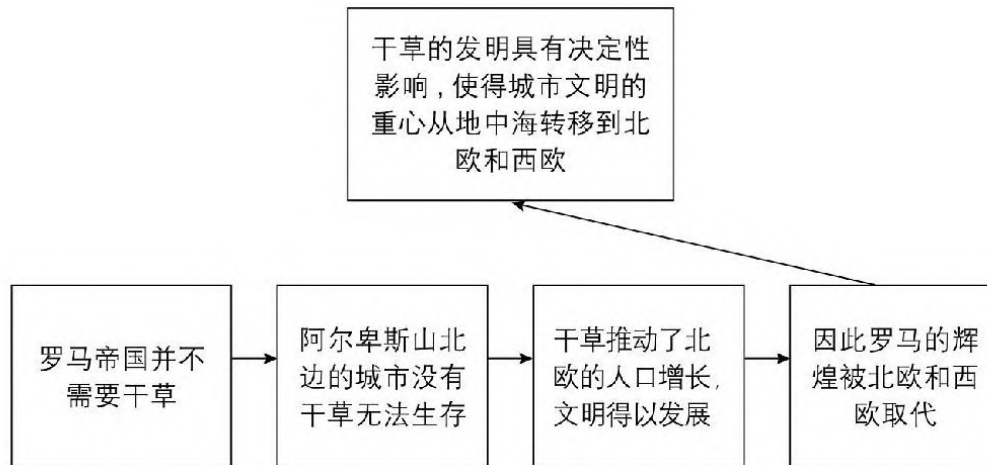 干草的发明具有决定性
影响，使得城市文明的
重心从地中海转移到北
欧和西欧
罗马帝国并不
需要干草
阿尔卑斯山北
边的城市没有
干草无法生存
干草推动了北
欧的人口增长,
文明得以发展
因此罗马的辉
煌被北欧和西
欧取代